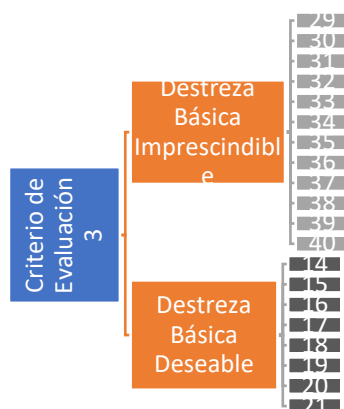 Criterio de
Evaluación
3
Destreza
Básica
Imprescindibl
e
29
30
31
32
33
34
35
36
37
38
39
40
Destreza
Básica
Deseable
14
15
16
17
18
19
20
21